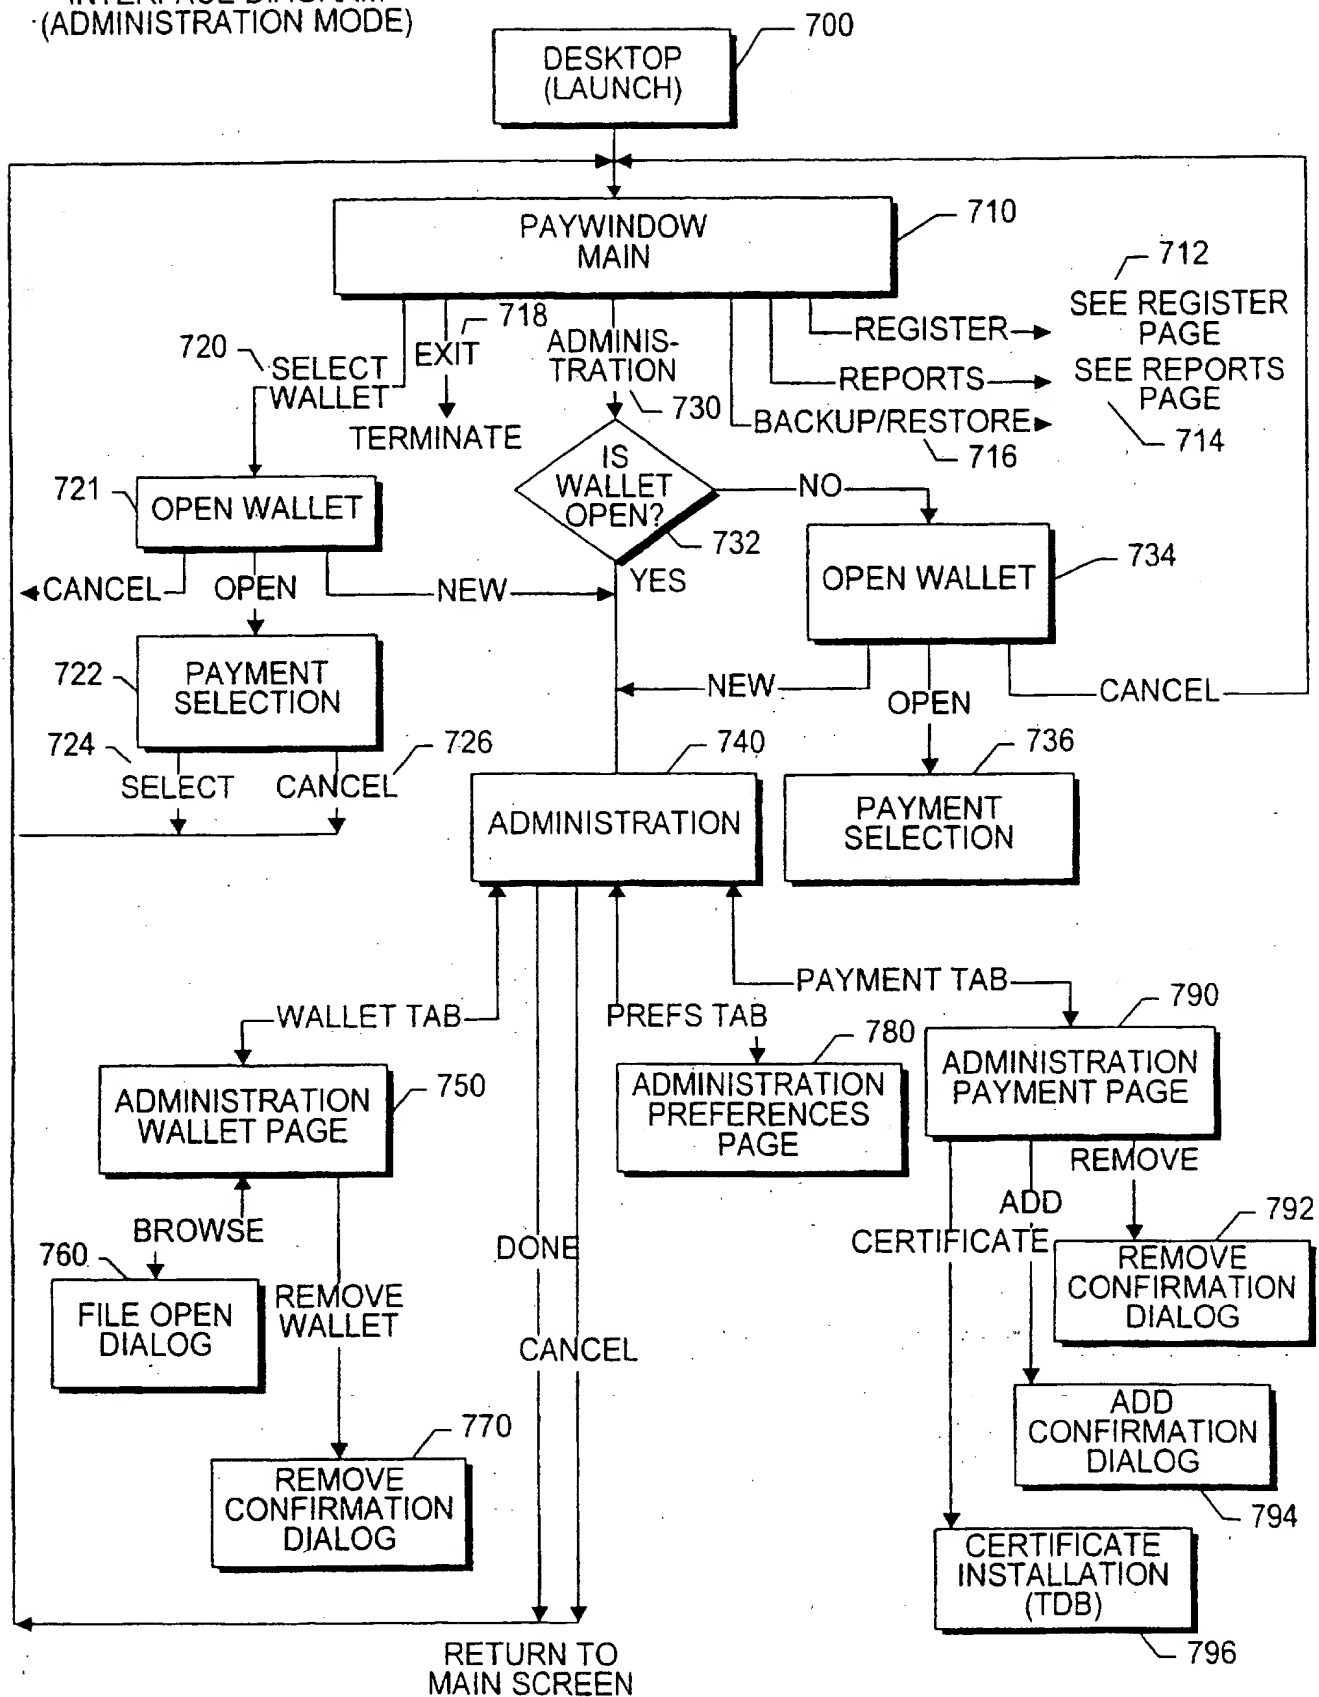 INTERFACE DIAGRAM
(ADMINISTRATION MODE)
700
DESKTOP
(LAUNCH)
PAYWINDOW
MAIN
710
712
SEE REGISTER
PAGE
REGISTER
718
EXIT
720
SELECT
WALLET
ADMINIS-
TRATION
REPORTS
SEE REPORTS
PAGE
730
BACKUP/RESTORE
714
716
TERMINATE
IS
WALLET
OPEN?
721
OPEN WALLET
NO
732
734
OPEN WALLET
YES
CANCEL
OPEN
NEW
722
PAYMENT
SELECTION
NEW
OPEN
CANCEL
724
SELECT
726
CANCEL
740
ADMINISTRATION
736
PAYMENT
SELECTION
PAYMENT TAB
WALLET TAB
PREFS TAB
790
ADMINISTRATION
PAYMENT PAGE
780
ADMINISTRATION
PREFERENCES
PAGE
750
ADMINISTRATION
WALLET PAGE
REMOVE
ADD
CERTIFICATE
792
REMOVE
CONFIRMATION
DIALOG
BROWSE
760
FILE OPEN
DIALOG
REMOVE
WALLET
DONE
CANCEL
ADD
CONFIRMATION
DIALOG
794
770
REMOVE
CONFIRMATION
DIALOG
CERTIFICATE
INSTALLATION
(TDB)
796
RETURN TO
MAIN SCREEN